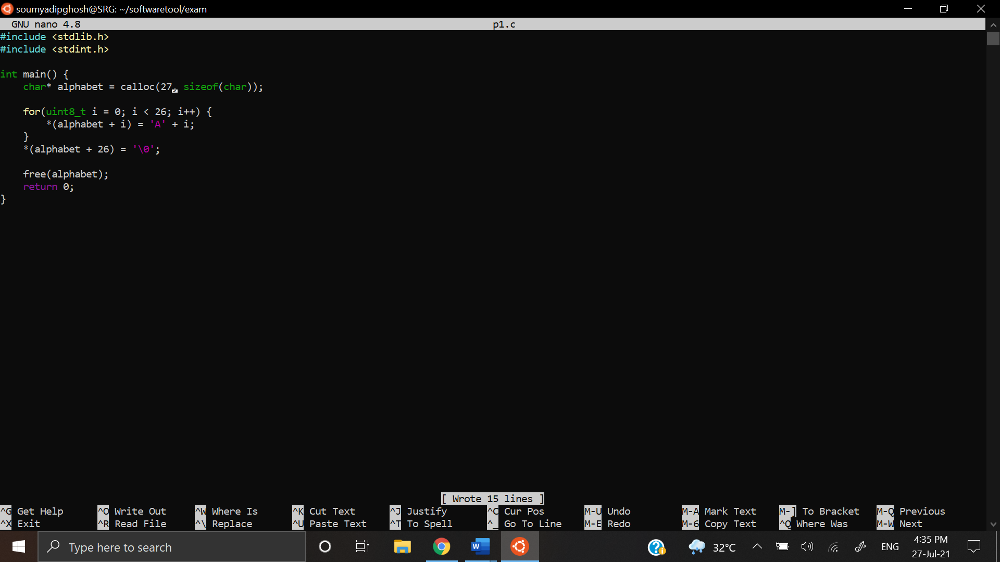 soumyadipghosh@SRG: ~/softwaretool/exam
GNU nano 4.8 p1.c
#include <stdlib.h>
#include <stdint.h>
int main() {
    char* alphabet = calloc(27, sizeof(char));
    for(uint8_t i = 0; i < 26; i++) {
        *(alphabet + i) = 'A' + i;
    }
    *(alphabet + 26) = '\0';
    free(alphabet);
    return 0;
}
[ Wrote 15 lines ]
^G Get Help ^O Write Out ^W Where Is ^K Cut Text ^J Justify ^C Cur Pos M-U Undo M-A Mark Text M-] To Bracket M-Q Previous
^X Exit ^R Read File ^\ Replace ^U Paste Text ^T To Spell ^_ Go To Line M-E Redo M-6 Copy Text ^Q Where Was M-W Next
Type here to search W 32°C ENG 4:35 PM
27-Jul-21